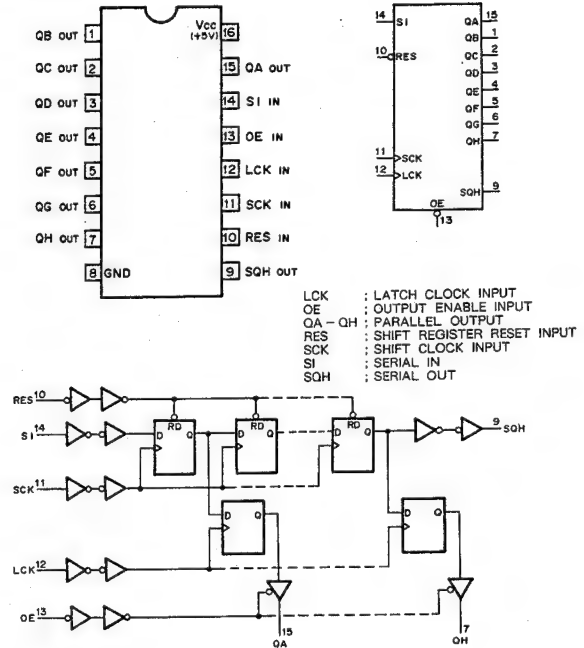 QB OUT 1
QC OUT 2
QD OUT 3
QE OUT 4
QF OUT 5
QG OUT 6
QH OUT 7
8 GND
Vcc 16
(+5V)
15 QA OUT
14 SI IN
13 OE IN
12 LCK IN
11 SCK IN
10 RES IN
9 SQH OUT
14 SI
10 RES
11 SCK
12 LCK
QA 15
QB 1
QC 2
QD 3
QE 4
QF 5
QG 6
QH 7
SQH 9
OE
13
LCK ; LATCH CLOCK INPUT
OE ; OUTPUT ENABLE INPUT
QA – QH ; PARALLEL OUTPUT
RES ; SHIFT REGISTER RESET INPUT
SCK ; SHIFT CLOCK INPUT
SI ; SERIAL IN
SQH ; SERIAL OUT
RES 10
RD RD RD
SI 14 D Q D Q D Q 9 SQH
SCK 11
D Q D Q
LCK 12
OE 13
15 7
QA QH